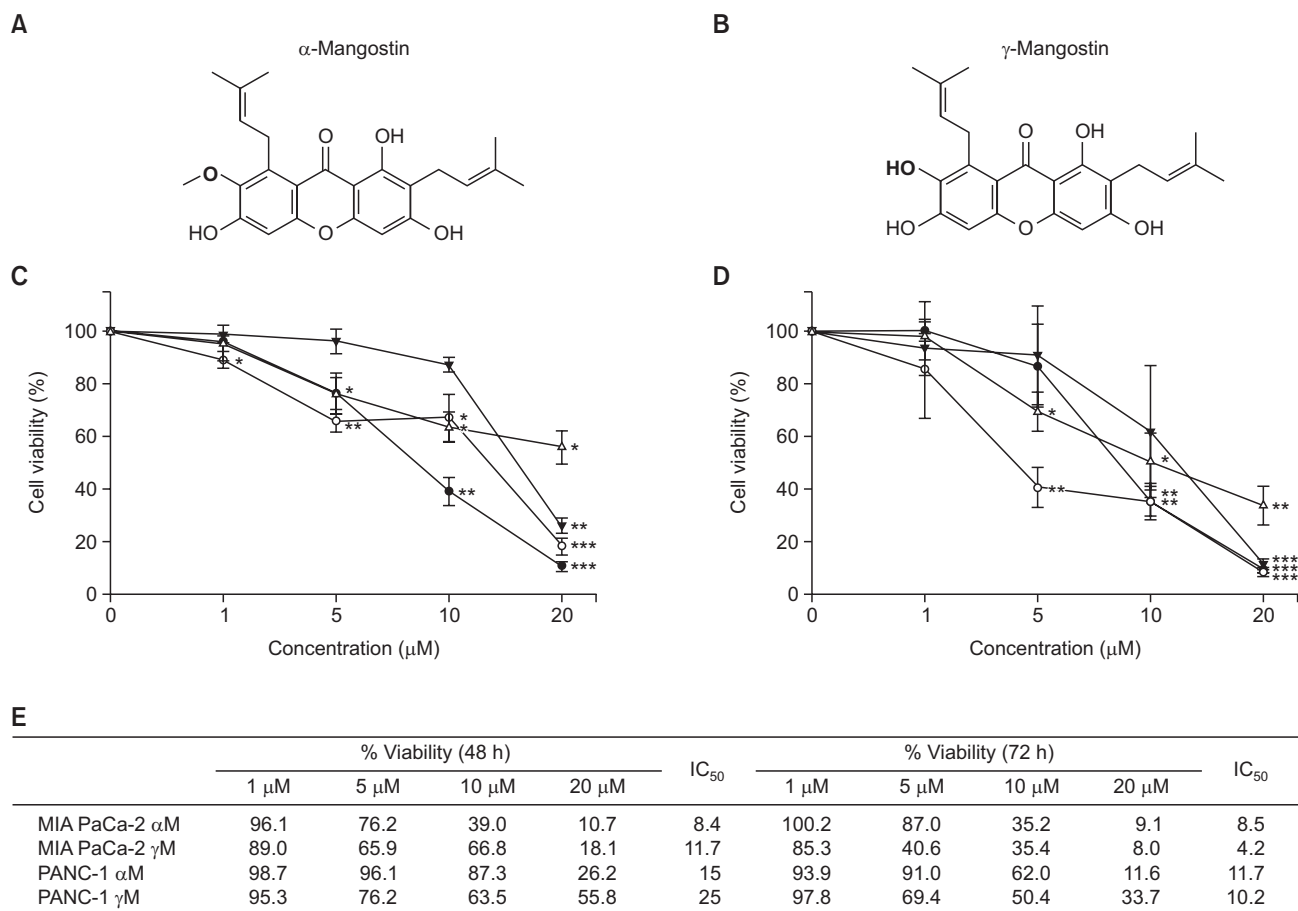 A
α-Mangostin
O
OH
O
HO
O
OH
B
γ-Mangostin
O
OH
HO
HO
O
OH
C
100
80
60
40
20
0
Cell viability (%)
*
*
**
*
*
**
*
**
***
***
0 1 5 10 20
Concentration (μM)
D
100
80
60
40
20
0
Cell viability (%)
*
**
*
**
**
**
***
***
***
0 1 5 10 20
Concentration (μM)
E
% Viability (48 h) IC50 % Viability (72 h) IC50
1 μM 5 μM 10 μM 20 μM 1 μM 5 μM 10 μM 20 μM
MIA PaCa-2 αM 96.1 76.2 39.0 10.7 8.4 100.2 87.0 35.2 9.1 8.5
MIA PaCa-2 γM 89.0 65.9 66.8 18.1 11.7 85.3 40.6 35.4 8.0 4.2
PANC-1 αM 98.7 96.1 87.3 26.2 15 93.9 91.0 62.0 11.6 11.7
PANC-1 γM 95.3 76.2 63.5 55.8 25 97.8 69.4 50.4 33.7 10.2